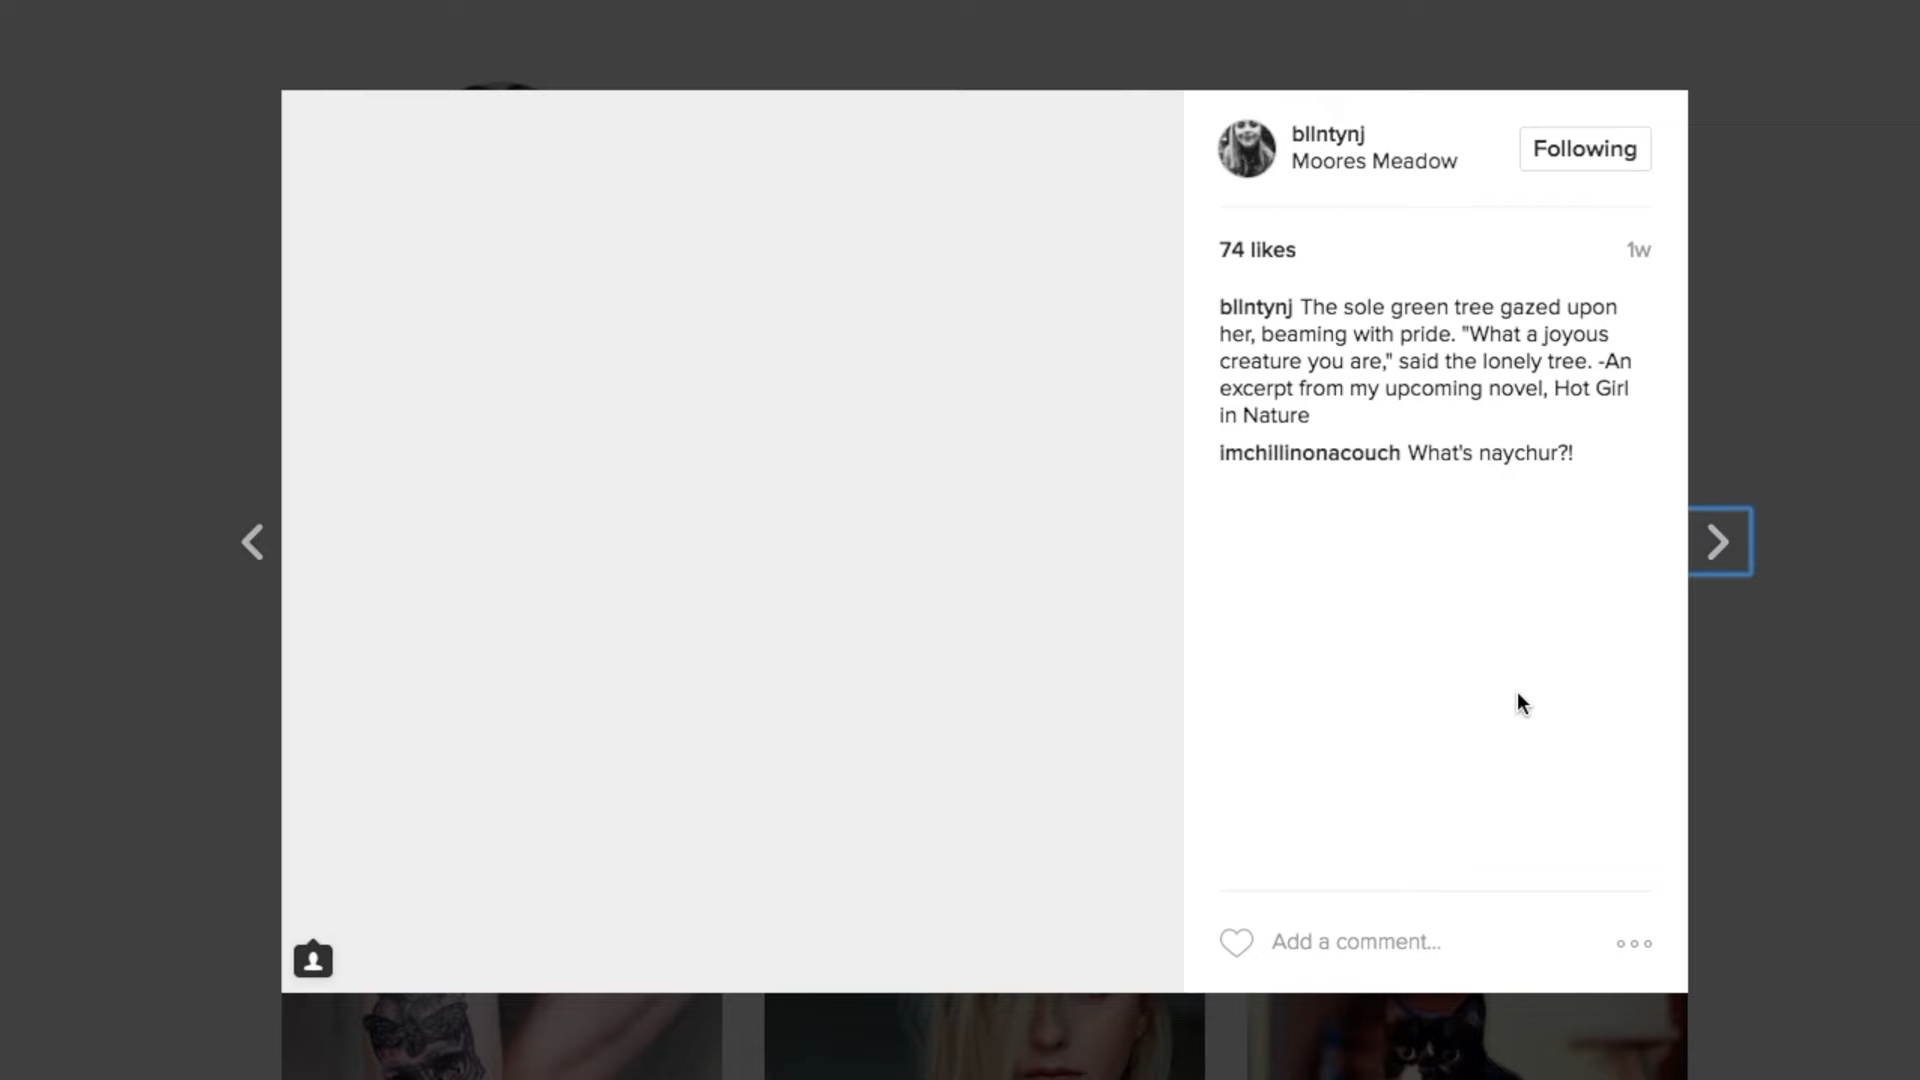 bllntynj
Moores Meadow
Following
74 likes
1w
bllntynj The sole green tree gazed upon
her, beaming with pride. "What a joyous
creature you are," said the lonely tree. -An
excerpt from my upcoming novel, Hot Girl
in Nature
imchillinonacouch What's naychur?!
Add a comment...